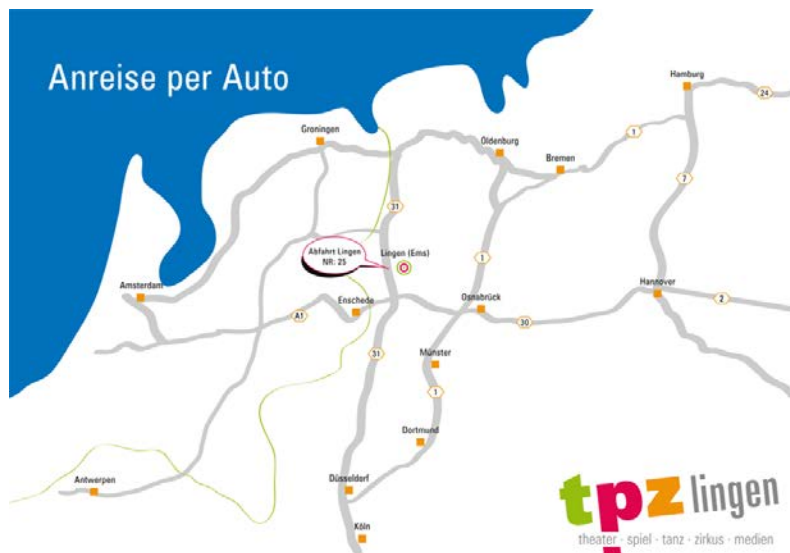 Anreise per Auto
Hamburg
24
Groningen
Oldenburg
1
Bremen
7
31
Abfahrt Lingen
NR: 25
Lingen (Ems)
1
Amsterdam
Enschede
Osnabrück
Hannover
2
A1
30
31
Münster
1
Dortmund
Antwerpen
Düsseldorf
Köln
tpz lingen
theater · spiel · tanz · zirkus · medien